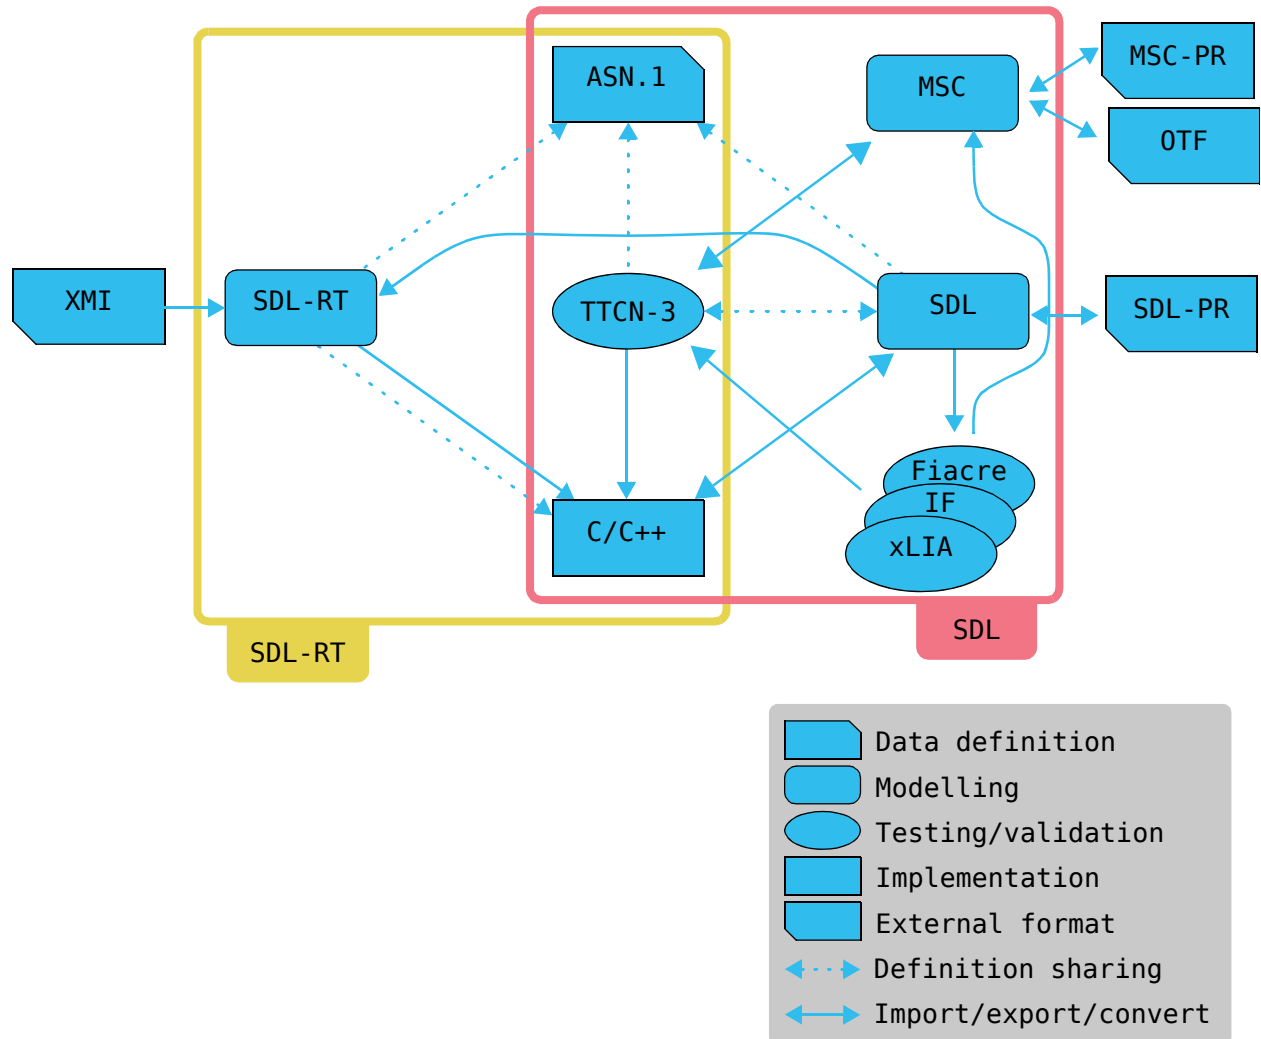 MSC-PR
ASN.1
MSC
OTF
XMI
SDL-RT
TTCN-3
SDL
SDL-PR
Fiacre
IF
C/C++
xLIA
SDL
SDL-RT
Data definition
Modelling
Testing/validation
Implementation
External format
Definition sharing
Import/export/convert